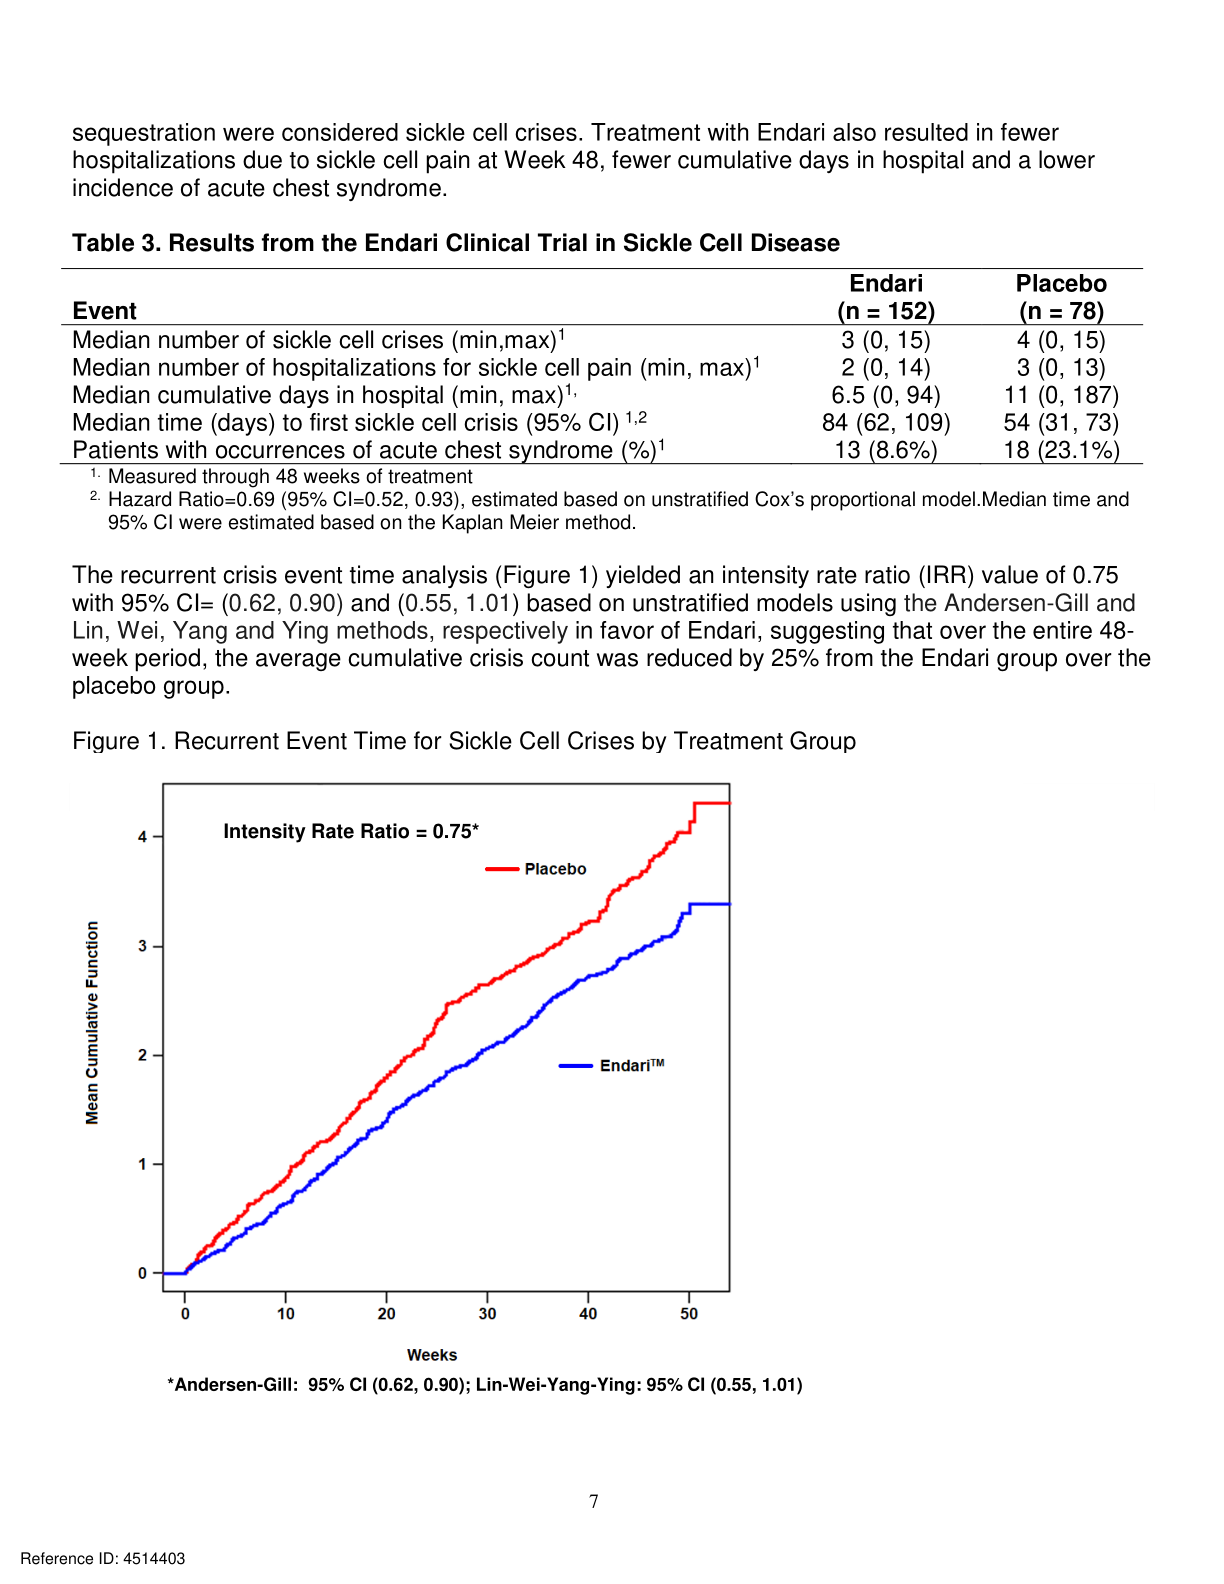 sequestration were considered sickle cell crises. Treatment with Endari also resulted in fewer
hospitalizations due to sickle cell pain at Week 48, fewer cumulative days in hospital and a lower
incidence of acute chest syndrome.
Table 3. Results from the Endari Clinical Trial in Sickle Cell Disease
Endari Placebo
Event (n = 152) (n = 78)
Median number of sickle cell crises (min,max)¹ 3 (0, 15) 4 (0, 15)
Median number of hospitalizations for sickle cell pain (min, max)¹ 2 (0, 14) 3 (0, 13)
Median cumulative days in hospital (min, max)¹, 6.5 (0, 94) 11 (0, 187)
Median time (days) to first sickle cell crisis (95% CI) ¹,² 84 (62, 109) 54 (31, 73)
Patients with occurrences of acute chest syndrome (%)¹ 13 (8.6%) 18 (23.1%)
1. Measured through 48 weeks of treatment
2. Hazard Ratio=0.69 (95% CI=0.52, 0.93), estimated based on unstratified Cox's proportional model.Median time and
95% CI were estimated based on the Kaplan Meier method.
The recurrent crisis event time analysis (Figure 1) yielded an intensity rate ratio (IRR) value of 0.75
with 95% CI= (0.62, 0.90) and (0.55, 1.01) based on unstratified models using the Andersen-Gill and
Lin, Wei, Yang and Ying methods, respectively in favor of Endari, suggesting that over the entire 48-
week period, the average cumulative crisis count was reduced by 25% from the Endari group over the
placebo group.
Figure 1. Recurrent Event Time for Sickle Cell Crises by Treatment Group
Intensity Rate Ratio = 0.75*
Placebo
Endari™
Mean Cumulative Function
4
3
2
1
0
0 10 20 30 40 50
Weeks
*Andersen-Gill: 95% CI (0.62, 0.90); Lin-Wei-Yang-Ying: 95% CI (0.55, 1.01)
7
Reference ID: 4514403